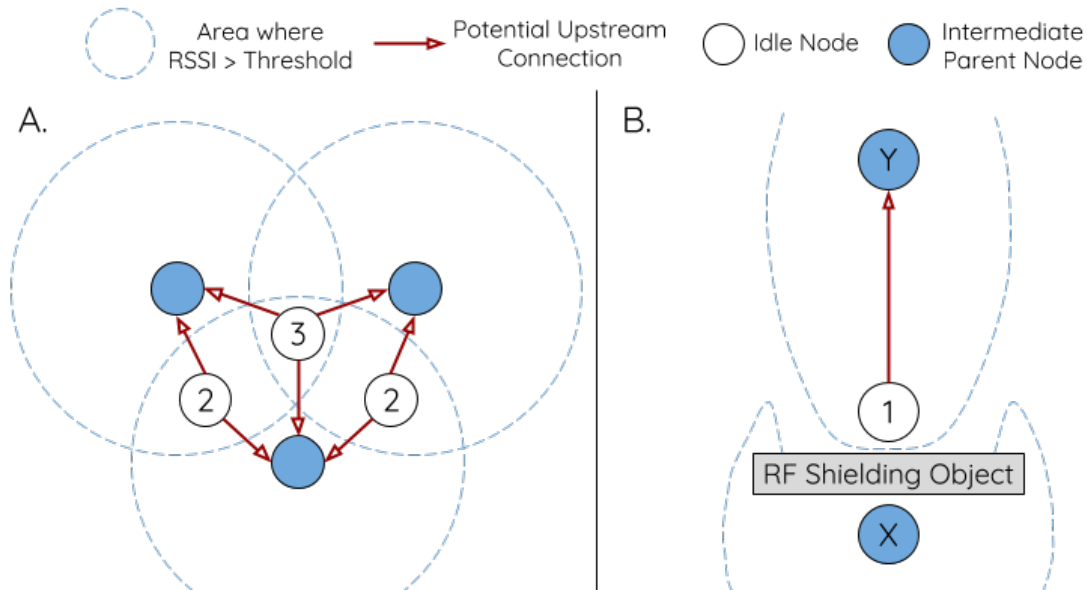 Area where
RSSI > Threshold
Potential Upstream
Connection
Idle Node
Intermediate
Parent Node
A.
3
2
2
B.
Y
1
RF Shielding Object
X